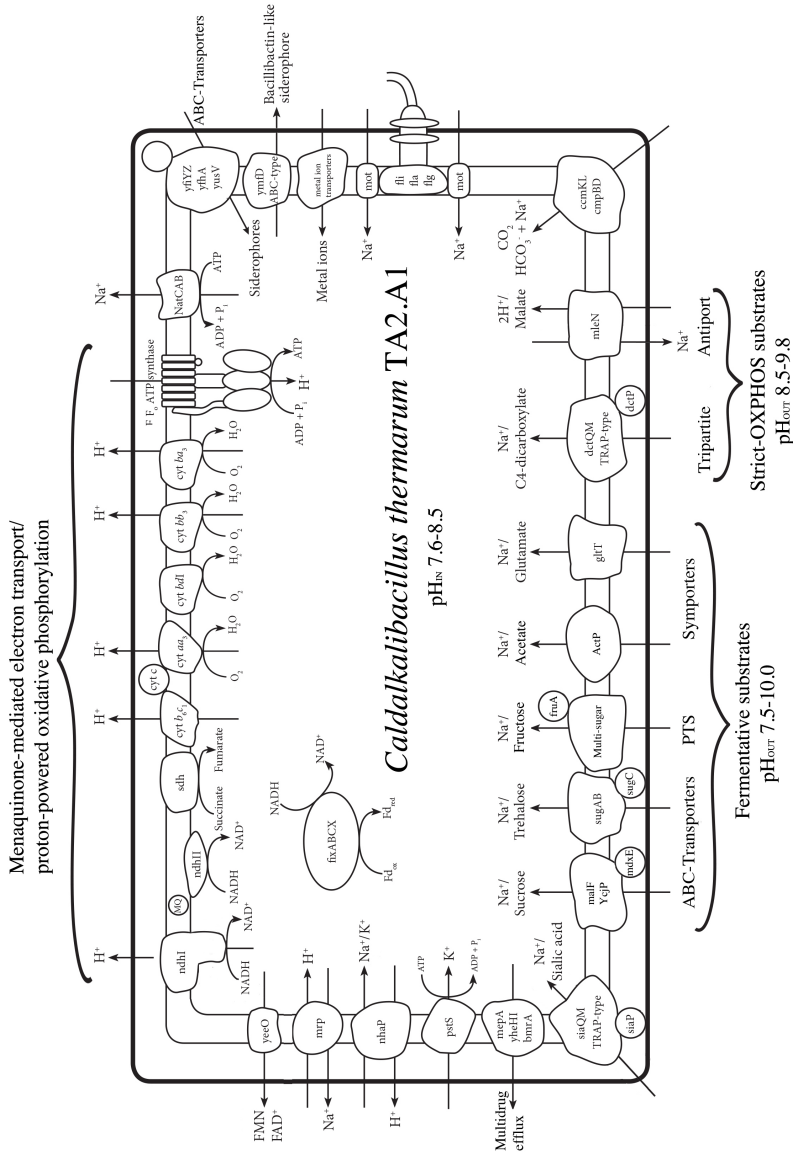 Menaquinone-mediated electron transport/
proton-powered oxidative phosphorylation
H⁺
H⁺
H⁺
H⁺
H⁺
Na⁺
ABC-Transporters
ndhI
NADH
NAD⁺
MQ
ndhII
NADH
NAD⁺
sdh
Succinate
Fumarate
cyt b₆c₁
cyt c
cyt aa₃
O₂
H₂O
cyt bdI
O₂
H₂O
cyt bb₃
O₂
H₂O
cyt ba₃
O₂
H₂O
ATP synthase
ADP + Pᵢ
H⁺
ATP
NatCAB
ADP + Pᵢ
ATP
yfiYZ
yfhA
yusV
Siderophores
Bacillibactin-like
siderophore
ymfD
ABC-type
metal ion
transporters
Metal ions
mot
Na⁺
fli
fla
flg
mot
Na⁺
ccmKL
cmpBD
CO₂
HCO₃⁻ + Na⁺
fixABCX
NADH
NAD⁺
Fdₒₓ
Fd red
Caldalkalibacillus thermarum TA2.A1
pH IN 7.6-8.5
yeeO
FMN
FAD⁺
mrp
H⁺
Na⁺
nhaP
Na⁺/K⁺
H⁺
pstS
ATP
K⁺
ADP + Pᵢ
mepA
yheHI
bmrA
Multidrug
efflux
siaQM
TRAP-type
siaP
Na⁺/
Sialic acid
Na⁺/
Sucrose
malF
YcjP
mdxE
Na⁺/
Trehalose
sugAB
sugC
Na⁺/
Fructose
fruA
Multi-sugar
Na⁺/
Acetate
ActP
Na⁺/
Glutamate
gltT
Na⁺/
C4-dicarboxylate
dctQM
TRAP-type
dctP
2H⁺/
Malate
mleN
Na⁺
ABC-Transporters
PTS
Symporters
Tripartite
Antiport
Fermentative substrates
pH OUT 7.5-10.0
Strict-OXPHOS substrates
pH OUT 8.5-9.8